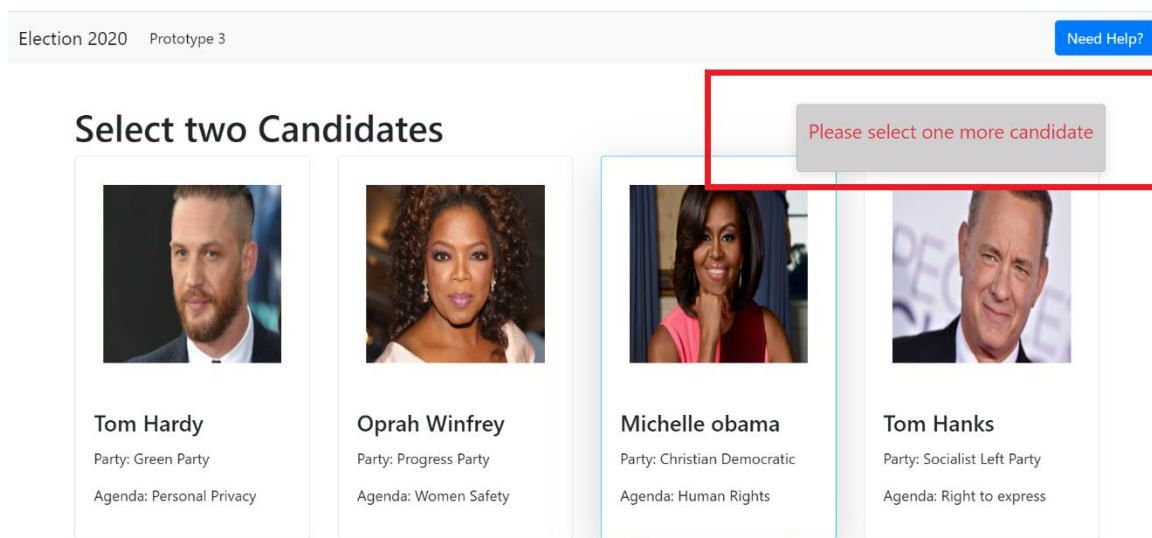 Election 2020 Prototype 3 Need Help?
Select two Candidates
Please select one more candidate
Tom Hardy
Party: Green Party
Agenda: Personal Privacy
Oprah Winfrey
Party: Progress Party
Agenda: Women Safety
Michelle obama
Party: Christian Democratic
Agenda: Human Rights
Tom Hanks
Party: Socialist Left Party
Agenda: Right to express